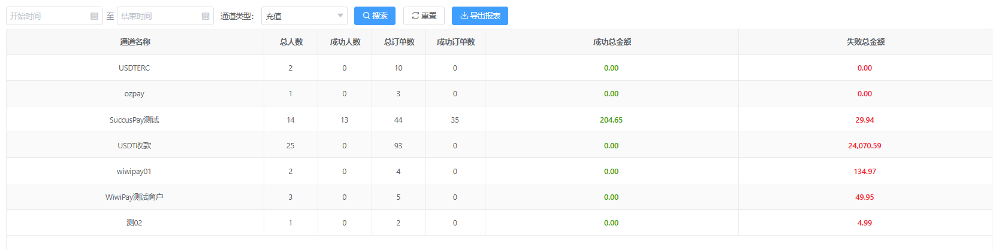 开始时间 至 结束时间 通道类型: 充值 搜索 重置 导出报表
通道名称 总人数 成功人数 总订单数 成功订单数 成功总金额 失败总金额
USDTERC 2 0 10 0 0.00 0.00
ozpay 1 0 3 0 0.00 0.00
SuccusPay测试 14 13 44 35 204.65 29.94
USDT收款 25 0 93 0 0.00 24,070.59
wiwipay01 2 0 4 0 0.00 134.97
WiwiPay测试商户 3 0 5 0 0.00 49.95
测02 1 0 2 0 0.00 4.99